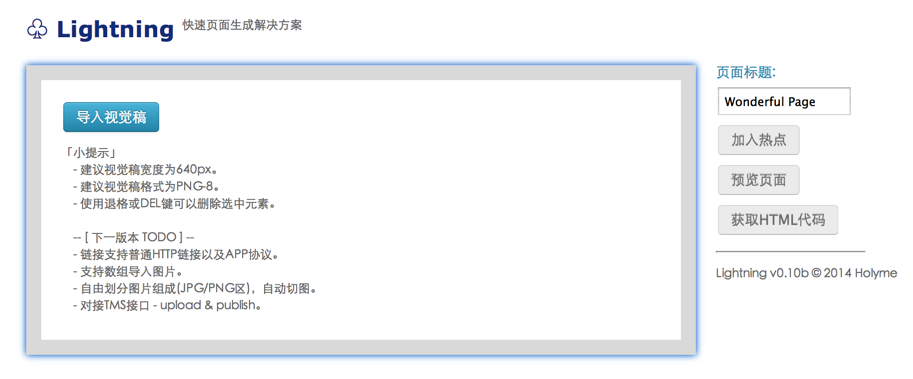 Lightning 快速页面生成解决方案
导入视觉稿
「小提示」
- 建议视觉稿宽度为640px。
- 建议视觉稿格式为PNG-8。
- 使用退格或DEL键可以删除选中元素。
-- [ 下一版本 TODO ] --
- 链接支持普通HTTP链接以及APP协议。
- 支持数组导入图片。
- 自由划分图片组成(JPG/PNG区)，自动切图。
- 对接TMS接口 - upload & publish。
页面标题:
Wonderful Page
加入热点
预览页面
获取HTML代码
Lightning v0.10b © 2014 Holyme